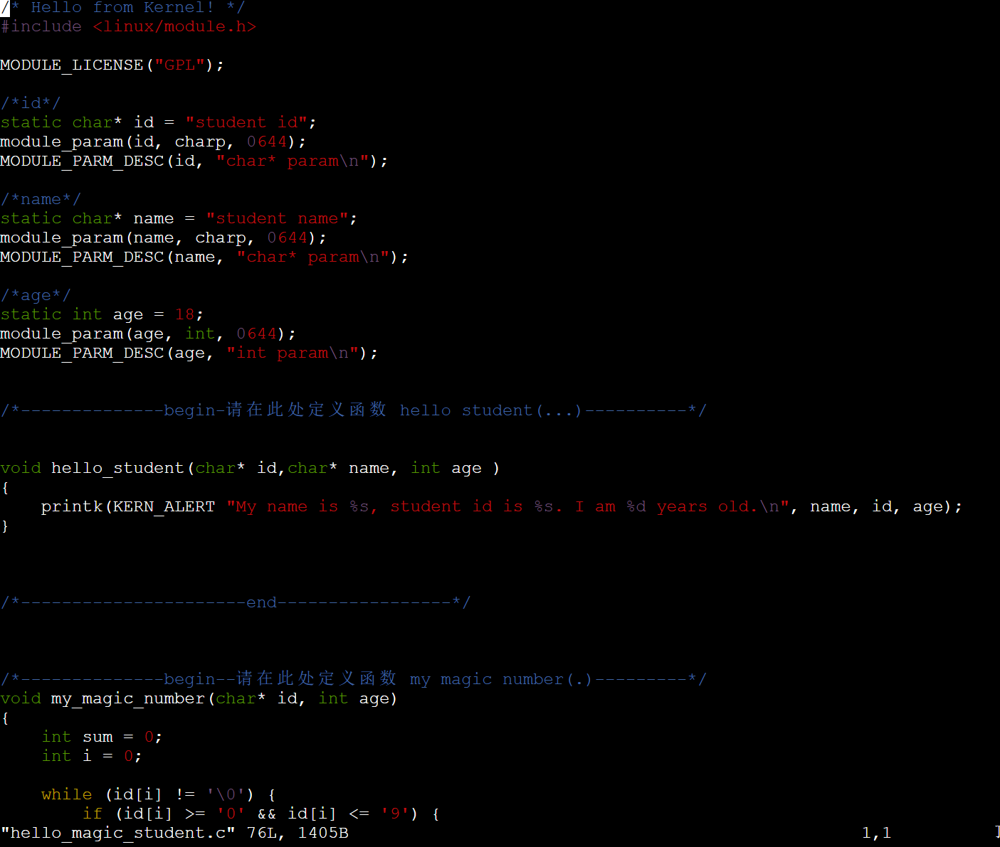 /* Hello from Kernel! */
#include <linux/module.h>
MODULE_LICENSE("GPL");
/*id*/
static char* id = "student id";
module_param(id, charp, 0644);
MODULE_PARM_DESC(id, "char* param\n");
/*name*/
static char* name = "student name";
module_param(name, charp, 0644);
MODULE_PARM_DESC(name, "char* param\n");
/*age*/
static int age = 18;
module_param(age, int, 0644);
MODULE_PARM_DESC(age, "int param\n");
/*--------------begin-请在此处定义函数 hello student(...)----------*/
void hello_student(char* id,char* name, int age )
{
    printk(KERN_ALERT "My name is %s, student id is %s. I am %d years old.\n", name, id, age);
}
/*----------------------end-----------------*/
/*--------------begin--请在此处定义函数 my magic number(.)---------*/
void my_magic_number(char* id, int age)
{
    int sum = 0;
    int i = 0;
    while (id[i] != '\0') {
        if (id[i] >= '0' && id[i] <= '9') {
"hello_magic_student.c" 76L, 1405B 1,1